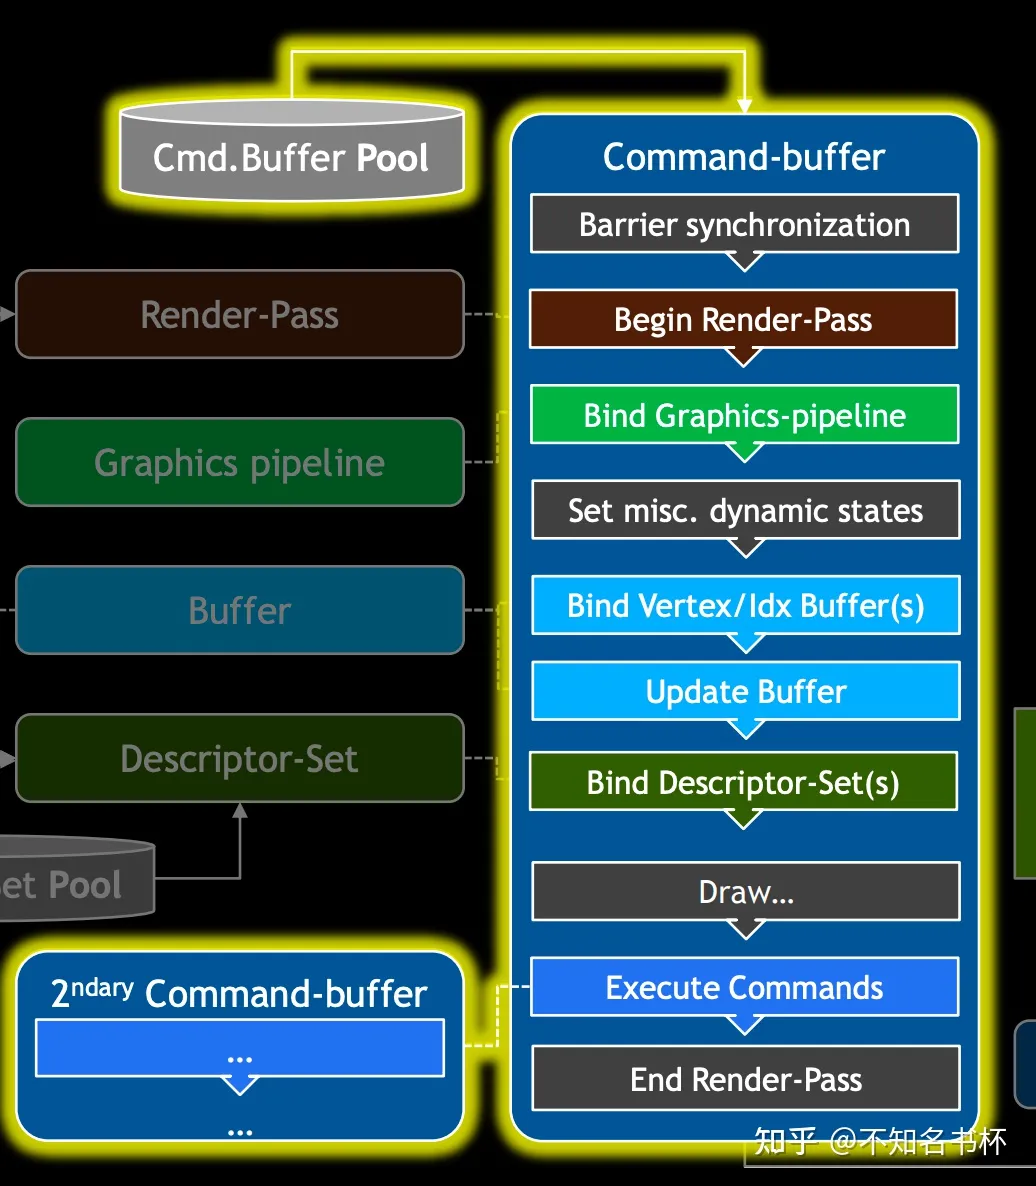 Cmd.Buffer Pool
Render-Pass
Graphics pipeline
Buffer
Descriptor-Set
et Pool
2ndary Command-buffer
...
...
Command-buffer
Barrier synchronization
Begin Render-Pass
Bind Graphics-pipeline
Set misc. dynamic states
Bind Vertex/Idx Buffer(s)
Update Buffer
Bind Descriptor-Set(s)
Draw...
Execute Commands
End Render-Pass
知乎 @不知名书杯